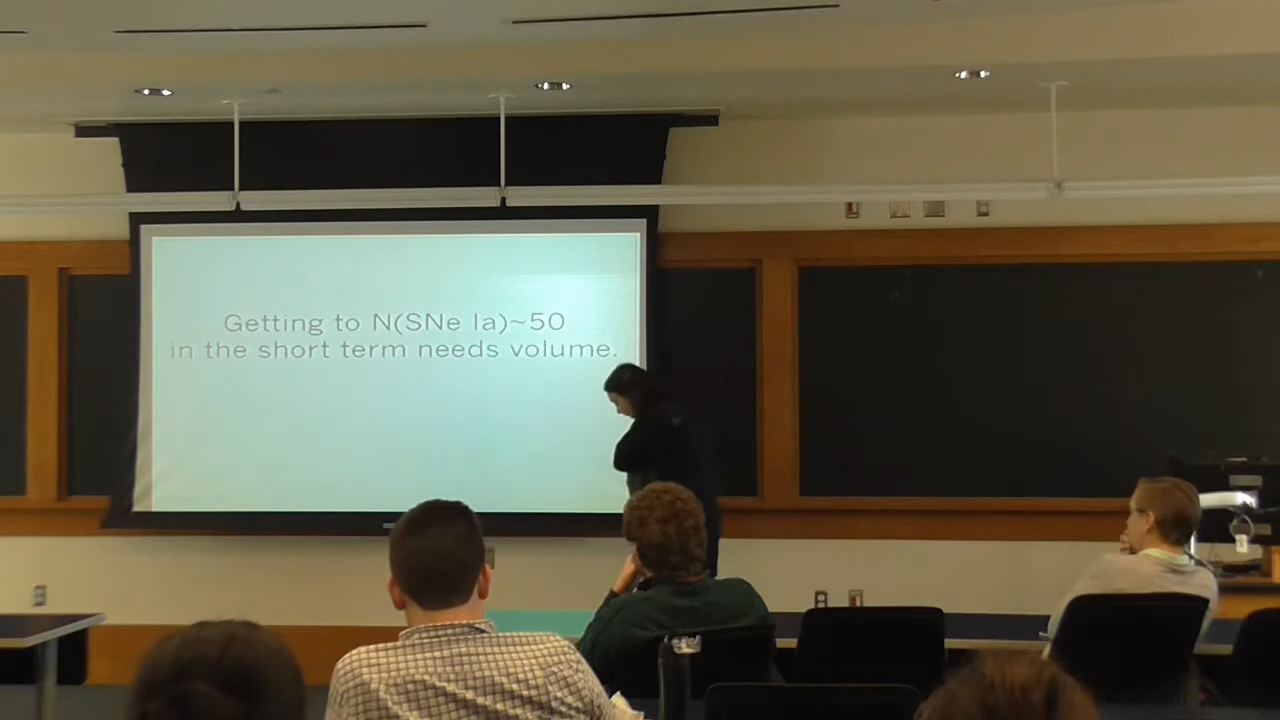 Getting to N(SNe Ia)~50
in the short term needs volume.